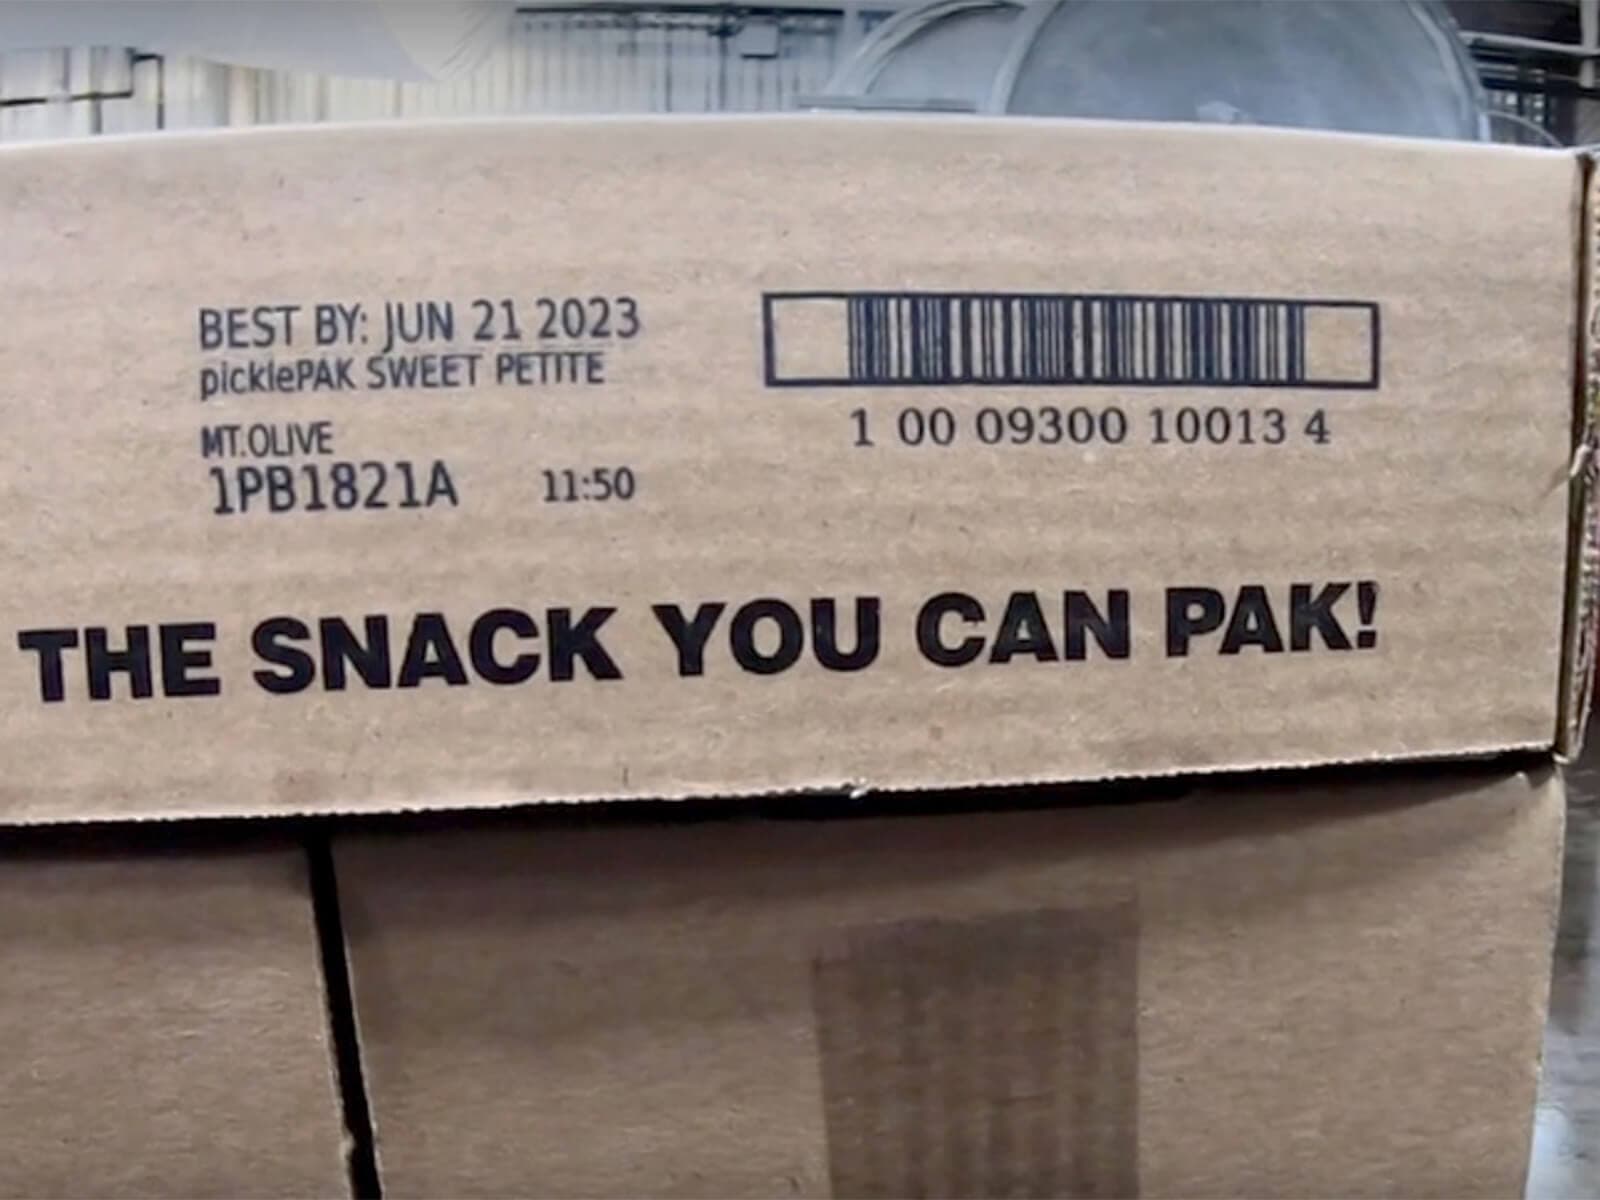 BEST BY: JUN 21 2023
picklePAK SWEET PETITE
MT.OLIVE
1PB1821A 11:50
1 00 09300 10013 4
THE SNACK YOU CAN PAK!